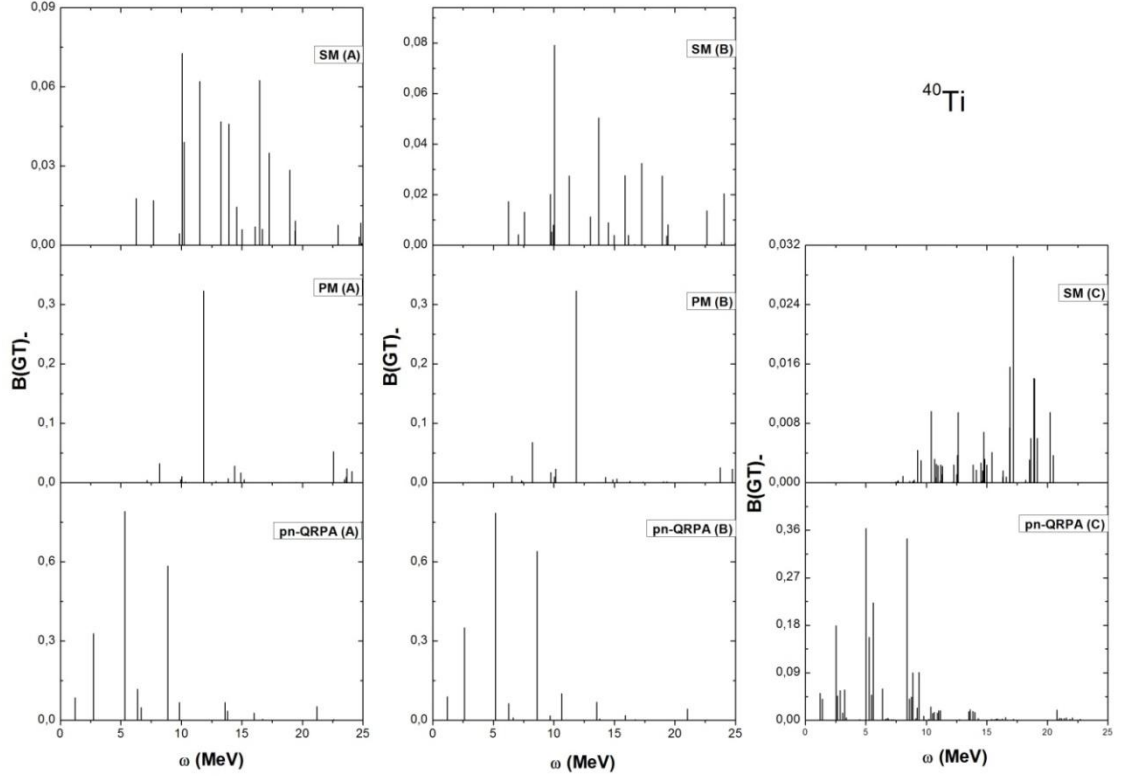 0,09
SM (A)
0,06
0,03
0,00
PM (A)
0,3
0,2
0,1
0,0
pn-QRPA (A)
0,6
0,3
0,0
0 5 10 15 20 25
B(GT)-
ω (MeV)
SM (B)
0,08
0,06
0,04
0,02
0,00
PM (B)
0,3
0,2
0,1
0,0
pn-QRPA (B)
0,6
0,3
0,0
0 5 10 15 20 25
B(GT)-
ω (MeV)
⁴⁰Ti
0,032
SM (C)
0,024
0,016
0,008
0,000
pn-QRPA (C)
0,36
0,27
0,18
0,09
0,00
0 5 10 15 20 25
B(GT)-
ω (MeV)